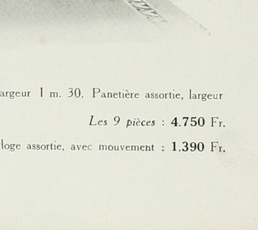 argeur 1 m. 30. Panetière assortie, largeur
Les 9 pièces : 4.750 Fr.
loge assortie, avec mouvement : 1.390 Fr.